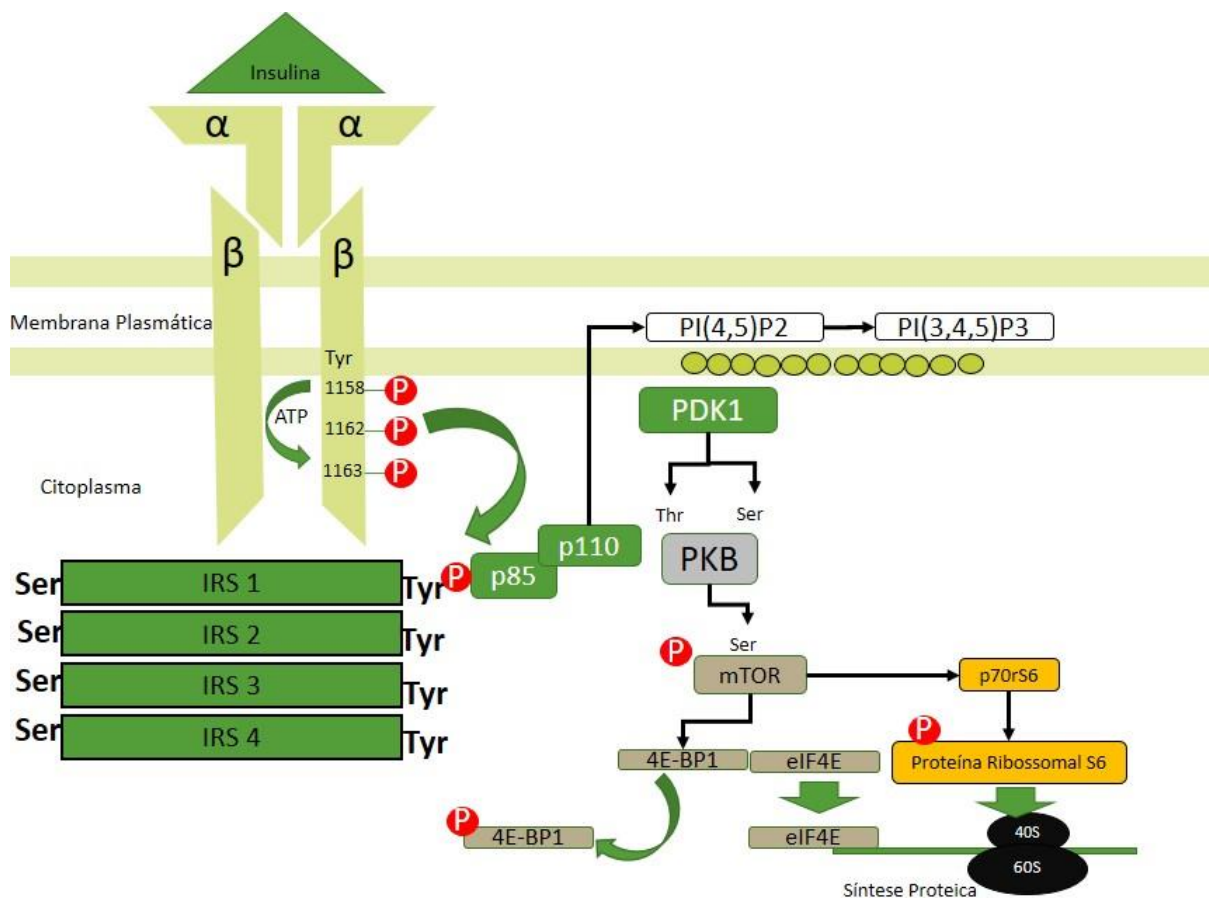 Insulina
α α
β β
Membrana Plasmática
PI(4,5)P2
PI(3,4,5)P3
Tyr
1158 P
ATP
1162 P
1163 P
PDK1
Citoplasma
Thr Ser
p110
PKB
P p85
Ser IRS 1 Tyr
Ser IRS 2 Tyr
Ser IRS 3 Tyr
Ser IRS 4 Tyr
Ser
P
mTOR
p70rS6
P
4E-BP1 eIF4E
Proteína Ribossomal S6
P
4E-BP1
eIF4E
40S
60S
Síntese Proteica